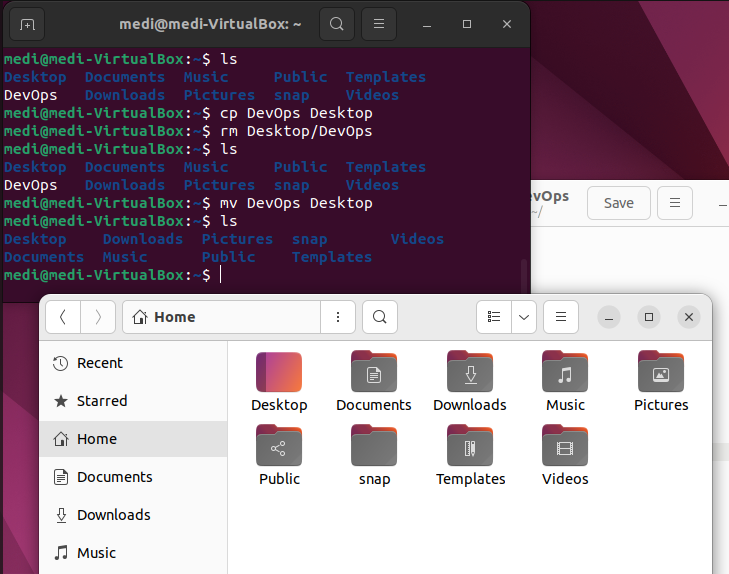 medi@medi-VirtualBox: ~
medi@medi-VirtualBox:~$ ls
Desktop Documents Music Public Templates
DevOps Downloads Pictures snap Videos
medi@medi-VirtualBox:~$ cp DevOps Desktop
medi@medi-VirtualBox:~$ rm Desktop/DevOps
medi@medi-VirtualBox:~$ ls
Desktop Documents Music Public Templates
DevOps Downloads Pictures snap Videos
medi@medi-VirtualBox:~$ mv DevOps Desktop
medi@medi-VirtualBox:~$ ls
Desktop Downloads Pictures snap Videos
Documents Music Public Templates
medi@medi-VirtualBox:~$
evOps
~/
Save
Home
Recent
Starred
Home
Documents
Downloads
Music
Desktop Documents Downloads Music Pictures
Public snap Templates Videos